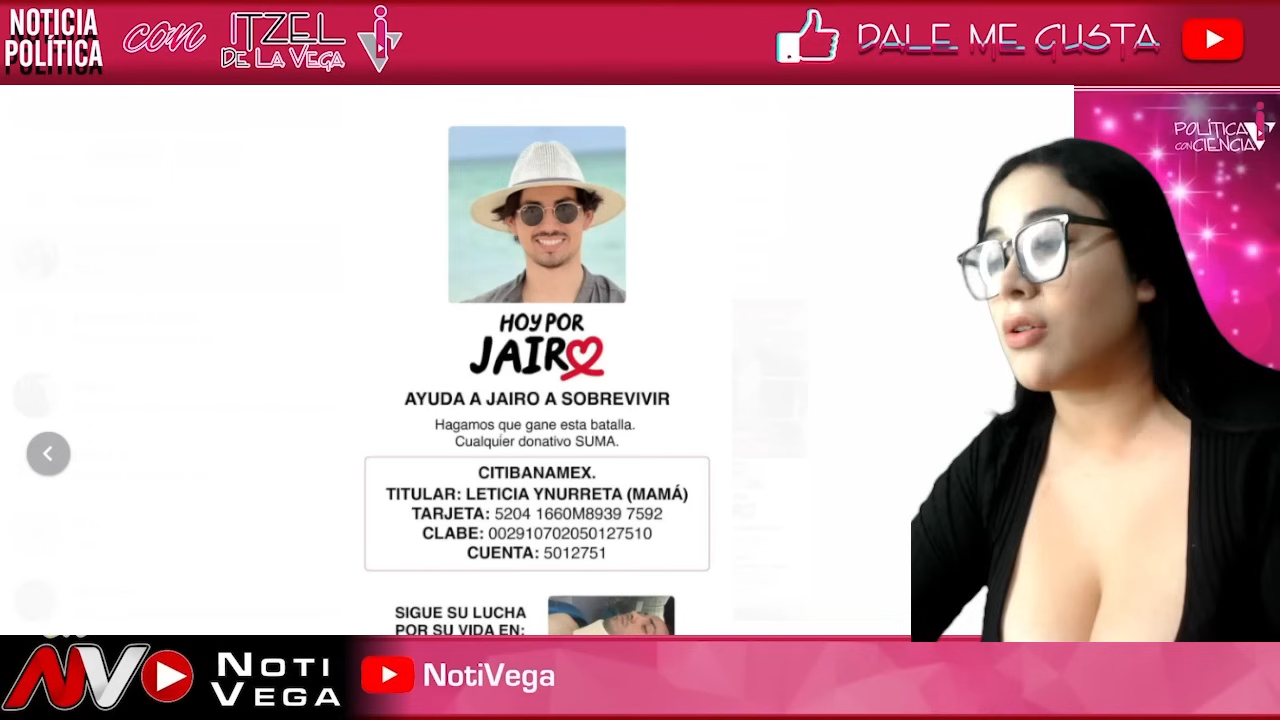 NOTICIA
POLÍTICA
con
ITZEL
DE LA VEGA
DALE ME GUSTA
POLÍTICA
CON CIENCIA
HOY POR
JAIRO
AYUDA A JAIRO A SOBREVIVIR
Hagamos que gane esta batalla.
Cualquier donativo SUMA.
CITIBANAMEX.
TITULAR: LETICIA YNURRETA (MAMÁ)
TARJETA: 5204 1660M8939 7592
CLABE: 002910702050127510
CUENTA: 5012751
SIGUE SU LUCHA
POR SU VIDA EN:
NV
NOTI
VEGA
NotiVega